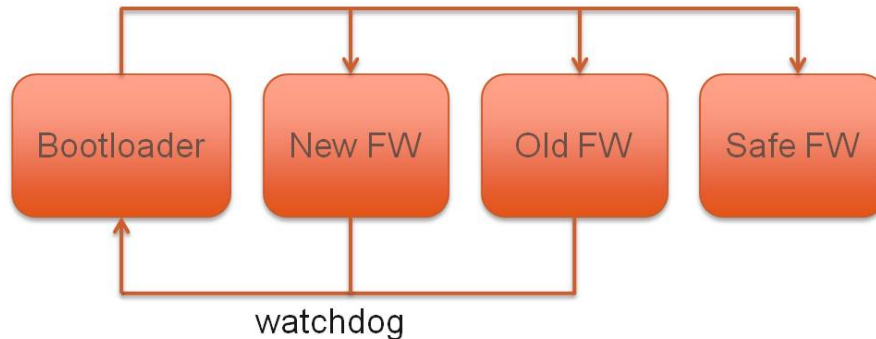 Bootloader
New FW
Old FW
Safe FW
watchdog